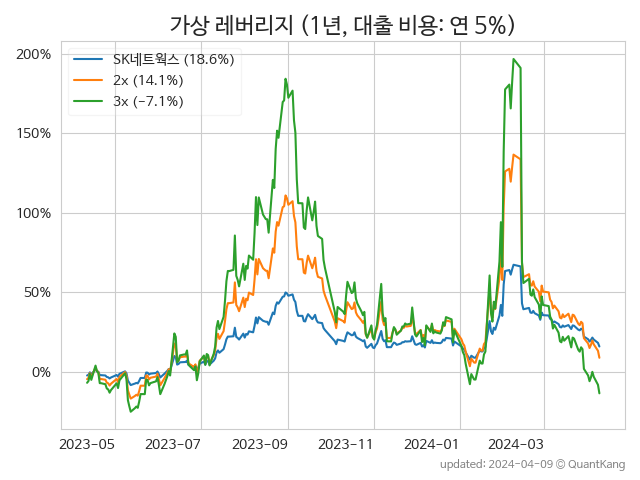 가상 레버리지 (1년, 대출 비용: 연 5%)
SK네트웍스 (18.6%)
2x (14.1%)
3x (−7.1%)
200%
150%
100%
50%
0%
2023−05 2023−07 2023−09 2023−11 2024−01 2024−03
updated: 2024−04−09 © QuantKang